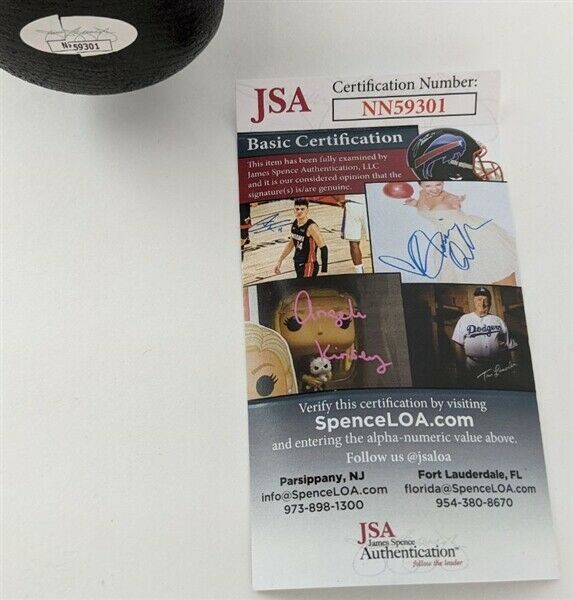 NN59301
JSA
Certification Number:
NN59301
Basic Certification
This item has been fully examined by
James Spence Authentication, LLC
and it is our considered opinion that the
signature(s) is/are genuine.
Angela
Kinsey
Dodgers
Verify this certification by visiting
SpenceLOA.com
and entering the alpha-numeric value above.
Follow us @jsaloa
Parsippany, NJ
info@SpenceLOA.com
973-898-1300
Fort Lauderdale, FL
florida@SpenceLOA.com
954-380-8670
JSA
James Spence
Authentication
follow the leader